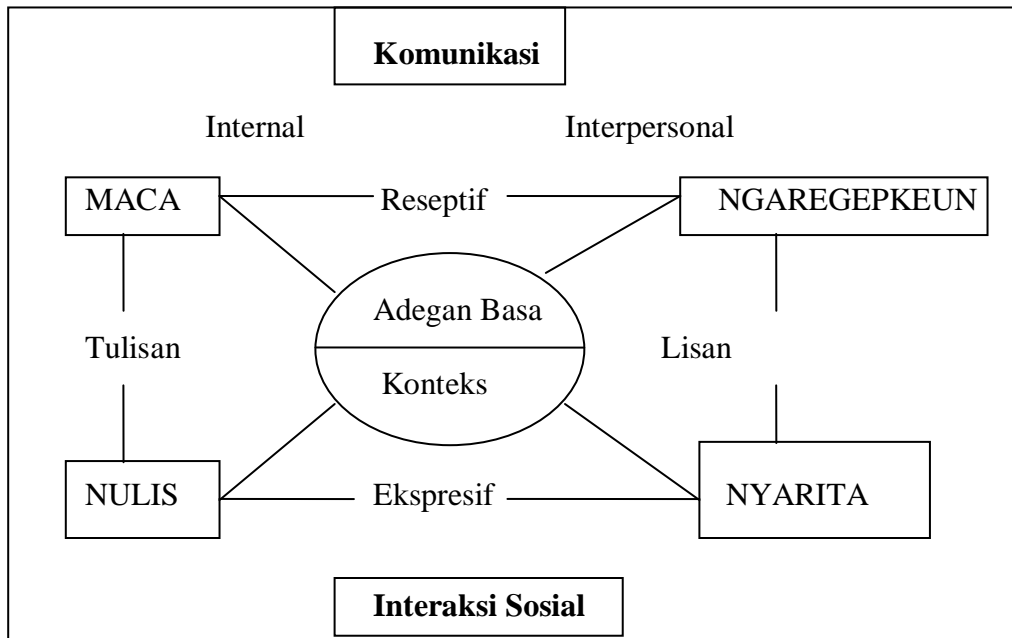 Komunikasi
Internal Interpersonal
MACA Reseptif NGAREGEPKEUN
Adegan Basa
Tulisan Lisan
Konteks
NULIS Ekspresif NYARITA
Interaksi Sosial